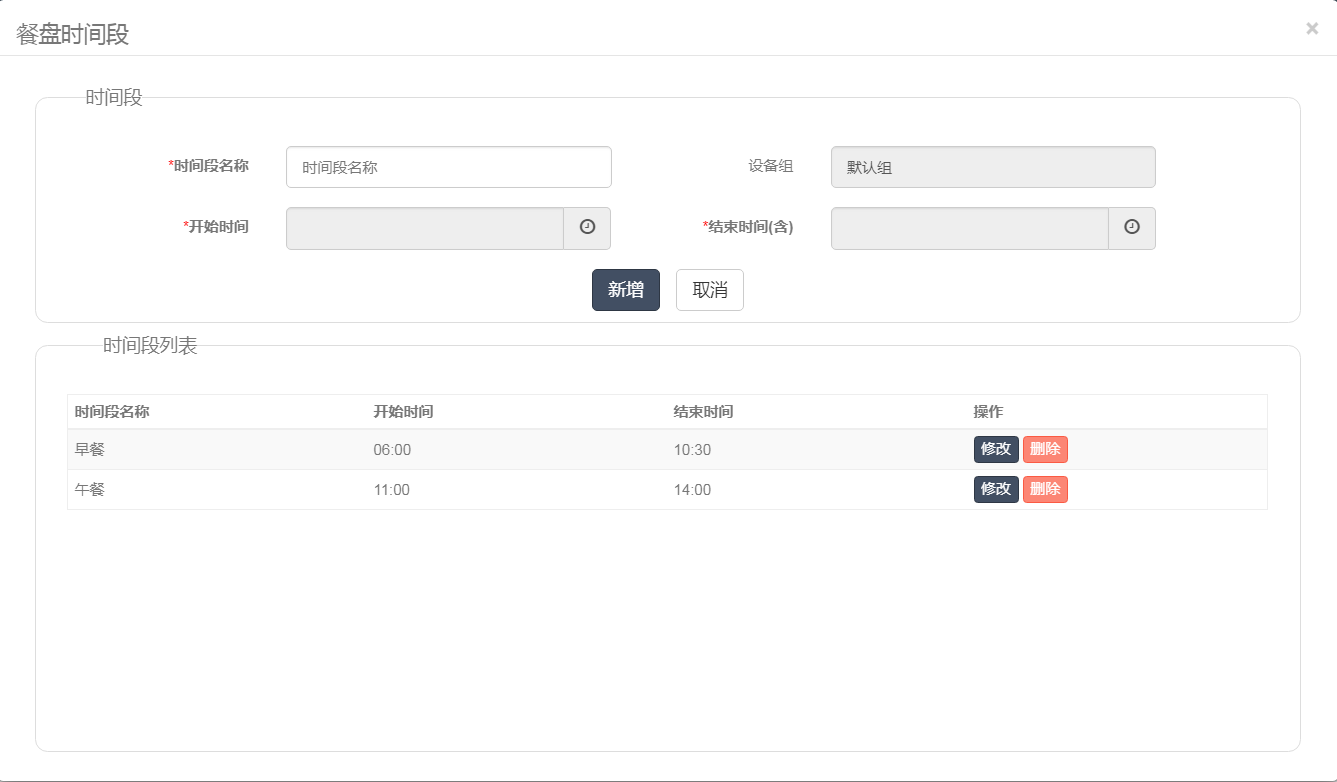 餐盘时间段 ×
时间段
*时间段名称 时间段名称 设备组 默认组
*开始时间 *结束时间(含)
新增 取消
时间段列表
时间段名称 开始时间 结束时间 操作
早餐 06:00 10:30 修改 删除
午餐 11:00 14:00 修改 删除